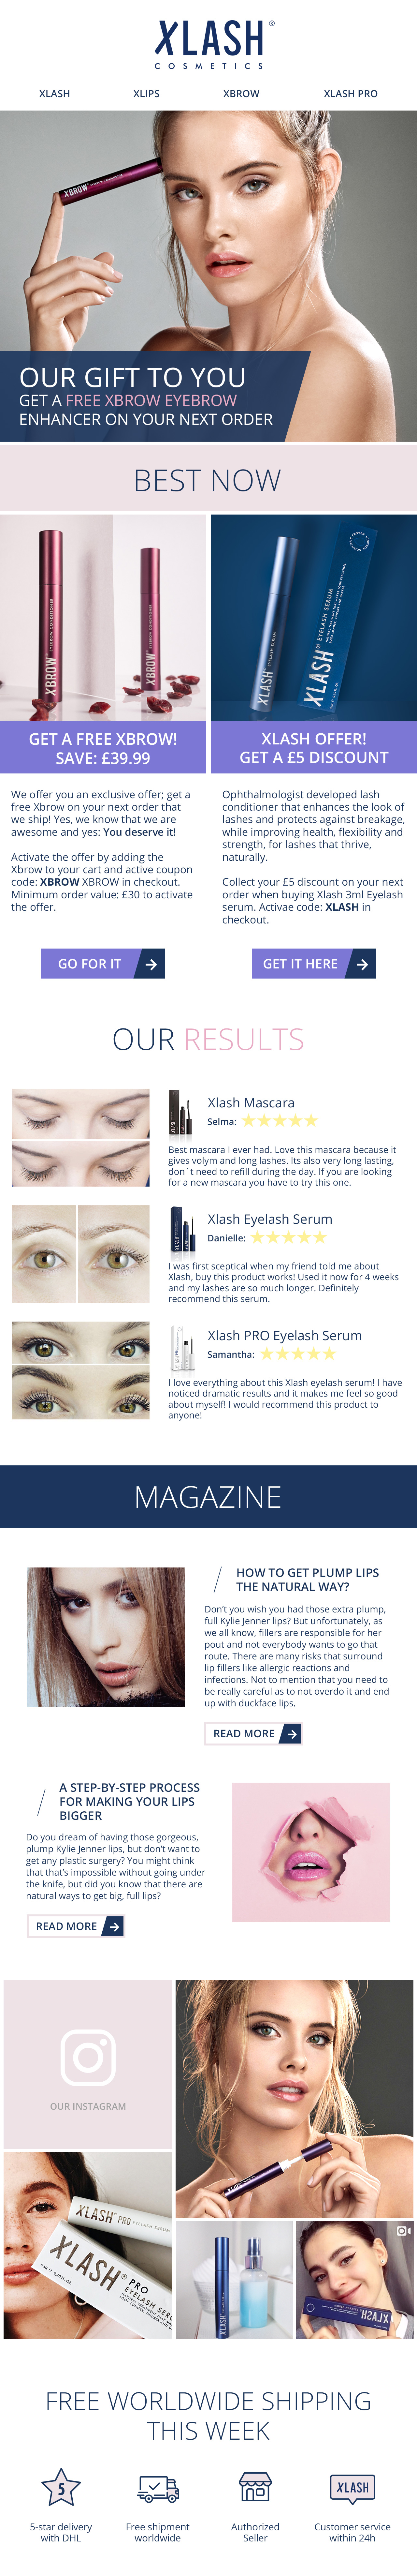 XLASH®
COSMETICS
XLASH XLIPS XBROW XLASH PRO
XBROW
OUR GIFT TO YOU
GET A FREE XBROW EYEBROW
ENHANCER ON YOUR NEXT ORDER
BEST NOW
XBROW® EYEBROW CONDITIONER
XBROW®
XLASH® EYELASH SERUM
XLASH® EYELASH SERUM
GET A FREE XBROW!
SAVE: £39.99
We offer you an exclusive offer; get a
free Xbrow on your next order that
we ship! Yes, we know that we are
awesome and yes: You deserve it!
Activate the offer by adding the
Xbrow to your cart and active coupon
code: XBROW XBROW in checkout.
Minimum order value: £30 to activate
the offer.
GO FOR IT
XLASH OFFER!
GET A £5 DISCOUNT
Ophthalmologist developed lash
conditioner that enhances the look of
lashes and protects against breakage,
while improving health, flexibility and
strength, for lashes that thrive,
naturally.
Collect your £5 discount on your next
order when buying Xlash 3ml Eyelash
serum. Activae code: XLASH in
checkout.
GET IT HERE
OUR RESULTS
Xlash Mascara
Selma:
Best mascara I ever had. Love this mascara because it
gives volym and long lashes. Its also very long lasting,
don´t need to refill during the day. If you are looking
for a new mascara you have to try this one.
Xlash Eyelash Serum
Danielle:
I was first sceptical when my friend told me about
Xlash, buy this product works! Used it now for 4 weeks
and my lashes are so much longer. Definitely
recommend this serum.
Xlash PRO Eyelash Serum
Samantha:
I love everything about this Xlash eyelash serum! I have
noticed dramatic results and it makes me feel so good
about myself! I would recommend this product to
anyone!
MAGAZINE
HOW TO GET PLUMP LIPS
THE NATURAL WAY?
Don't you wish you had those extra plump,
full Kylie Jenner lips? But unfortunately, as
we all know, fillers are responsible for her
pout and not everybody wants to go that
route. There are many risks that surround
lip fillers like allergic reactions and
infections. Not to mention that you need to
be really careful as to not overdo it and end
up with duckface lips.
READ MORE
A STEP-BY-STEP PROCESS
FOR MAKING YOUR LIPS
BIGGER
Do you dream of having those gorgeous,
plump Kylie Jenner lips, but don't want to
get any plastic surgery? You might think
that that's impossible without going under
the knife, but did you know that there are
natural ways to get big, full lips?
READ MORE
OUR INSTAGRAM
XLASH® PRO EYELASH SERUM
XLASH® PRO
EYELASH SERUM
XLASH
XLASH
FREE WORLDWIDE SHIPPING
THIS WEEK
5
XLASH
5-star delivery
with DHL
Free shipment
worldwide
Authorized
Seller
Customer service
within 24h